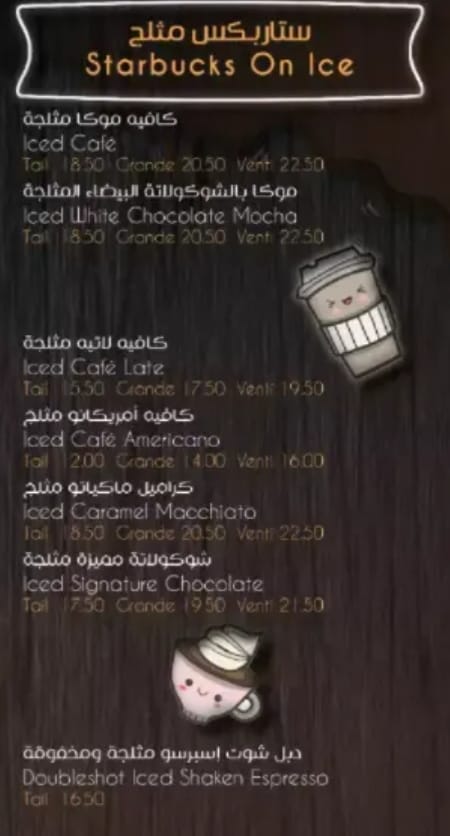 ستاربكس مثلج
Starbucks On Ice
كافيه موكا مثلجة
Iced Café
Tall 18.50 Grande 20.50 Venti 22.50
موكا بالشوكولاتة البيضاء المثلجة
Iced White Chocolate Mocha
Tall 18.50 Grande 20.50 Venti 22.50
كافيه لاتيه مثلجة
Iced Café Late
Tall 15.50 Grande 17.50 Venti 19.50
كافيه أمريكانو مثلج
Iced Café Americano
Tall 12.00 Grande 14.00 Venti 16.00
كراميل ماكياتو مثلج
Iced Caramel Macchiato
Tall 18.50 Grande 20.50 Venti 22.50
شوكولاتة مميزة مثلجة
Iced Signature Chocolate
Tall 17.50 Grande 19.50 Venti 21.50
دبل شوت إسبرسو مثلجة ومخفوقة
Doubleshot Iced Shaken Espresso
Tall 16.50